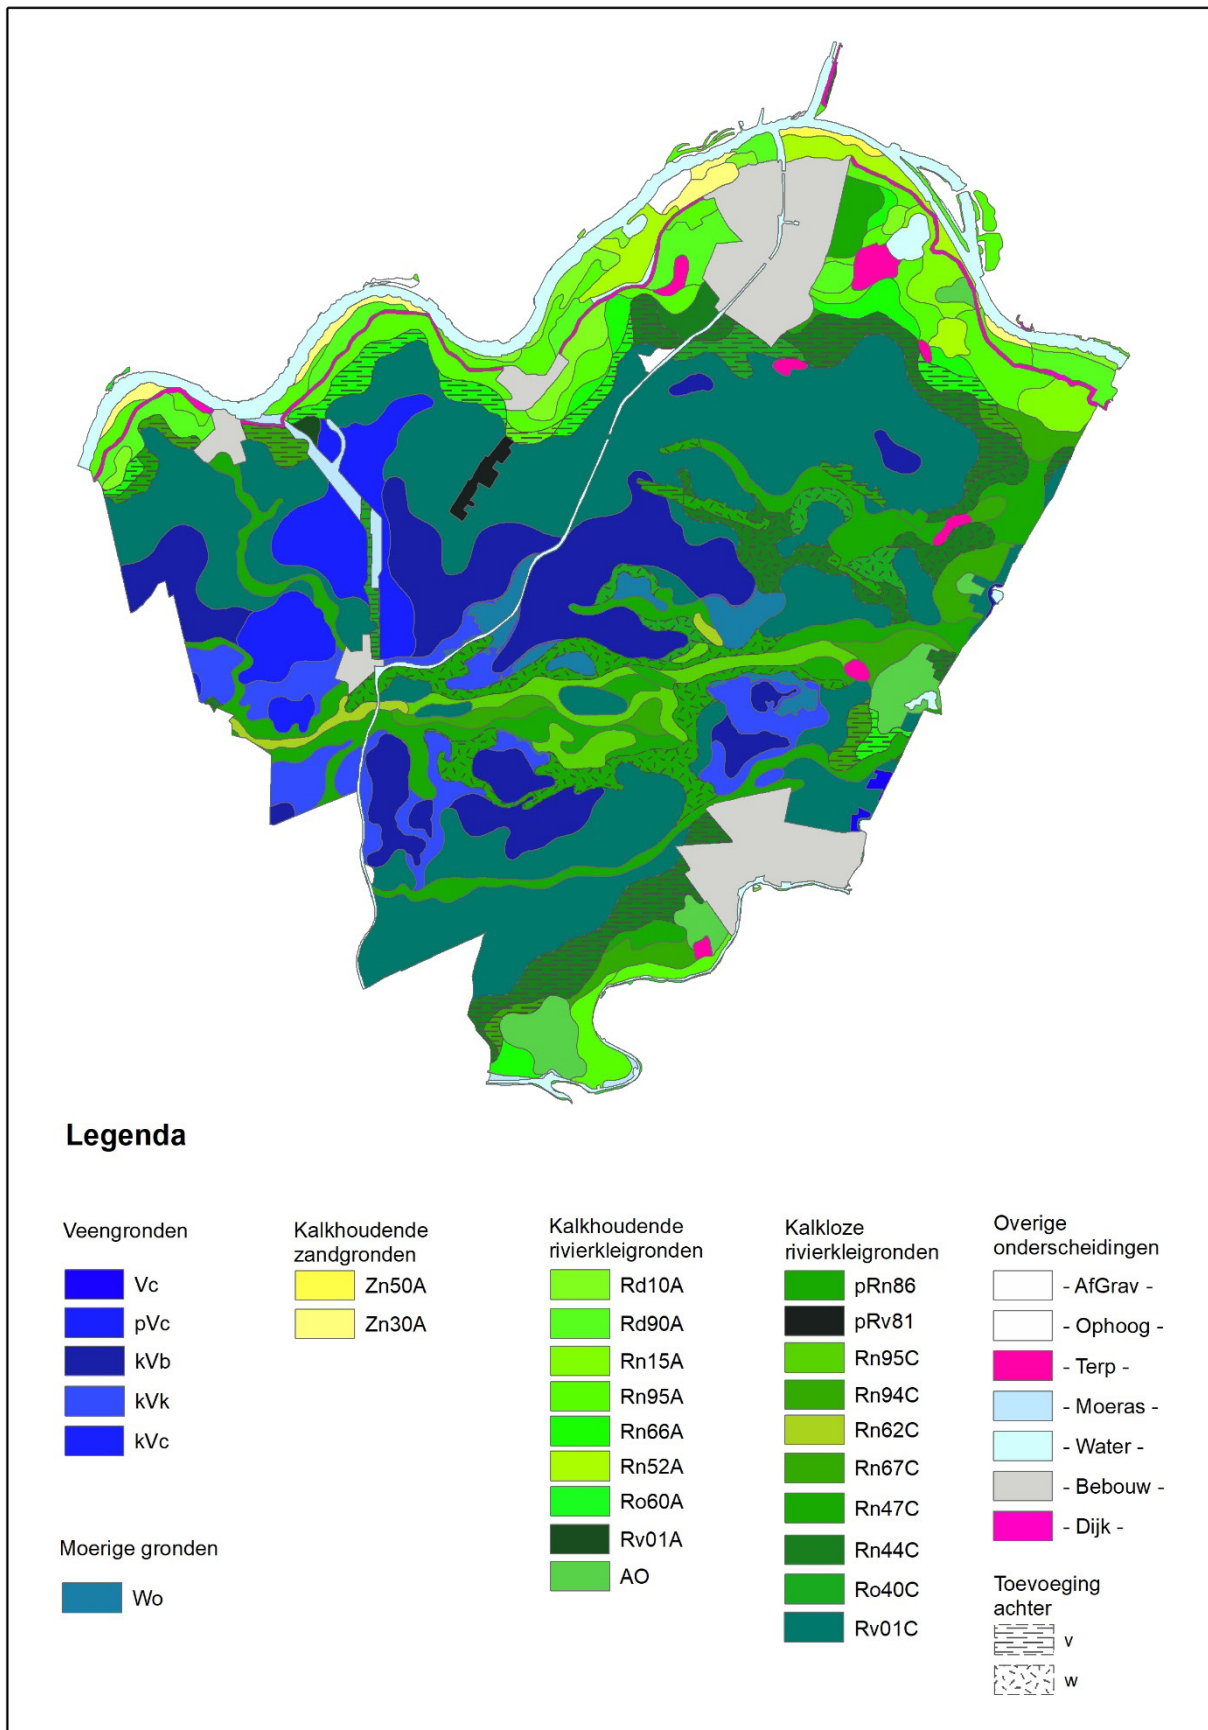 Legenda
Veengronden
Vc
pVc
kVb
kVk
kVc
Moerige gronden
Wo
Kalkhoudende
zandgronden
Zn50A
Zn30A
Kalkhoudende
rivierkleigronden
Rd10A
Rd90A
Rn15A
Rn95A
Rn66A
Rn52A
Ro60A
Rv01A
AO
Kalkloze
rivierkleigronden
pRn86
pRv81
Rn95C
Rn94C
Rn62C
Rn67C
Rn47C
Rn44C
Ro40C
Rv01C
Overige
onderscheidingen
- AfGrav -
- Ophoog -
- Terp -
- Moeras -
- Water -
- Bebouw -
- Dijk -
Toevoeging
achter
v
w